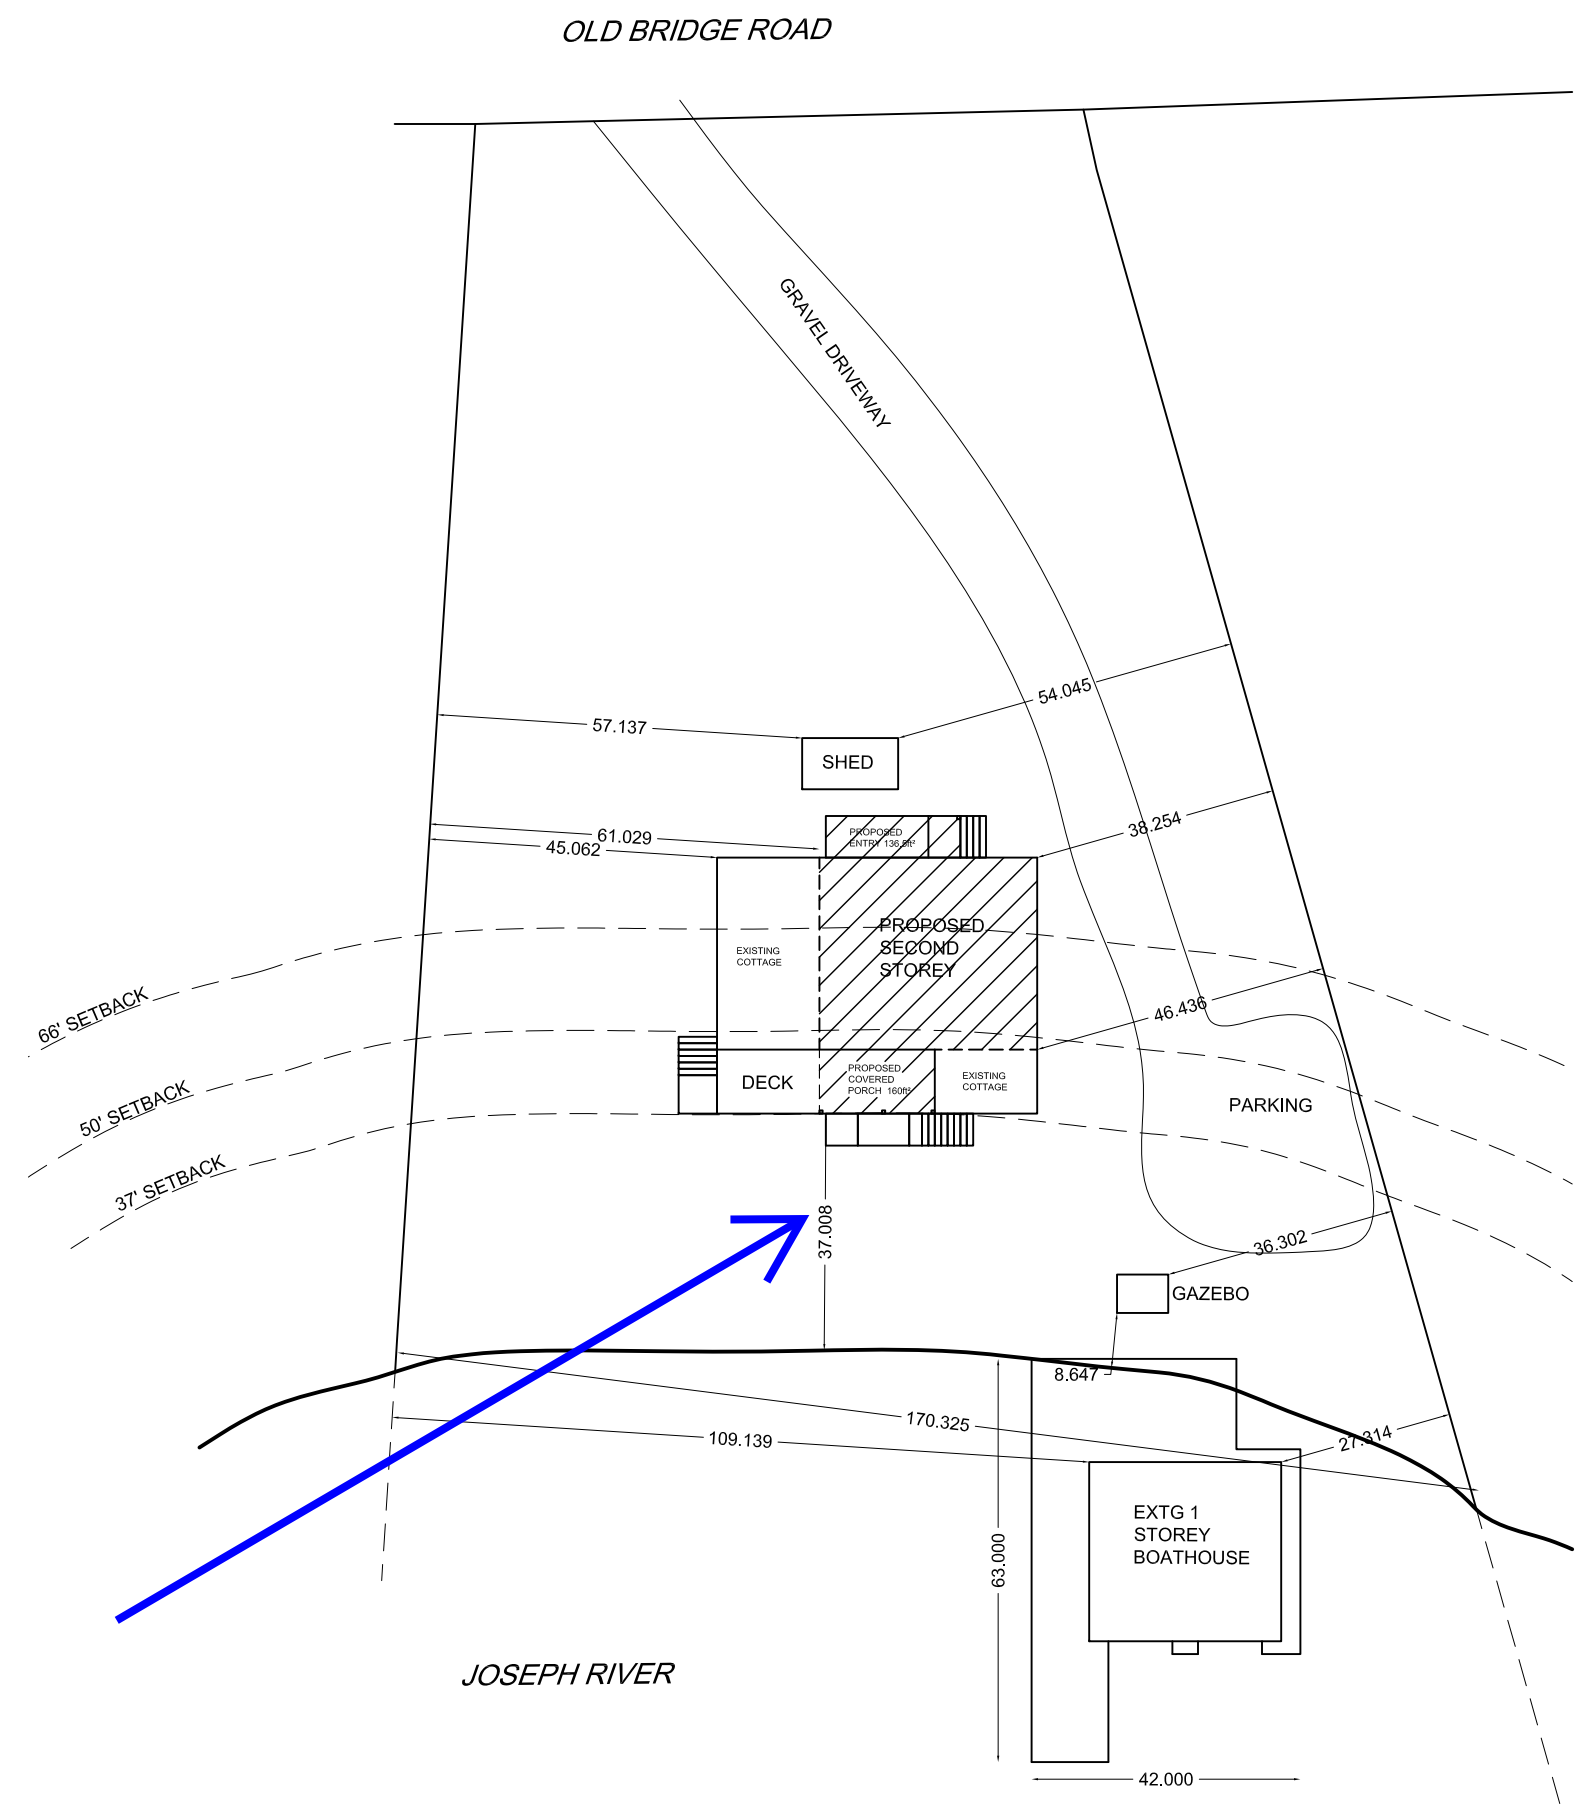 OLD BRIDGE ROAD
GRAVEL DRIVEWAY
54.045
57.137
SHED
38.254
61.029
45.062
PROPOSED
ENTRY 136.5ft²
PROPOSED
SECOND
STOREY
EXISTING
COTTAGE
66' SETBACK
46.436
50' SETBACK
DECK
PROPOSED
COVERED
PORCH 160ft²
EXISTING
COTTAGE
PARKING
37' SETBACK
37.008
36.302
GAZEBO
8.647
170.325
109.139
27.314
EXTG 1
STOREY
BOATHOUSE
63.000
JOSEPH RIVER
42.000